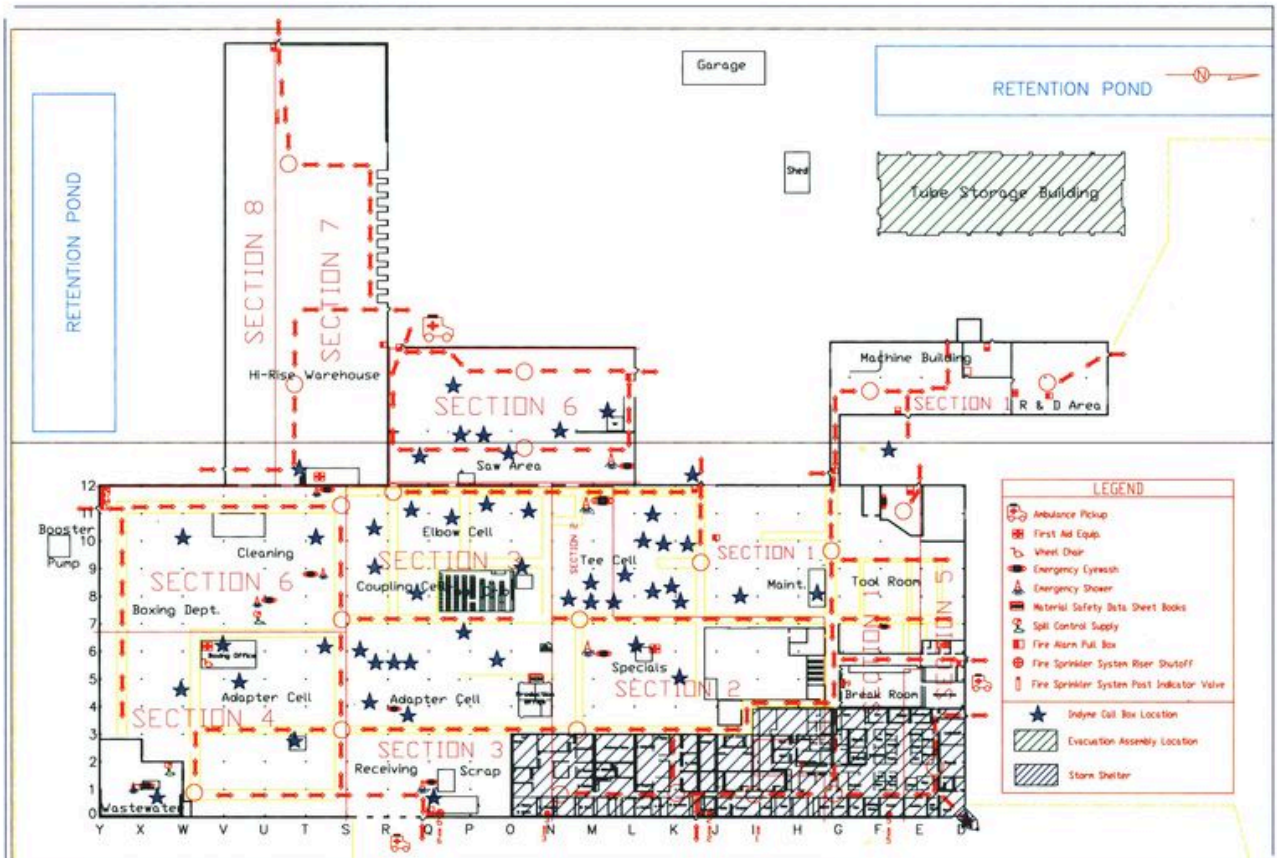 Garage
RETENTION POND
N
RETENTION POND
Shed
Tube Storage Building
SECTION 8
SECTION 7
Hi-Rise Warehouse
SECTION 6
Saw Area
Machine Building
SECTION 1
R & D Area
12
11
10
9
8
7
6
5
4
3
2
1
0
Booster
Pump
Cleaning
SECTION 6
Boxing Dept.
Boxing Office
Adapter Cell
SECTION 4
Wastewater
Elbow Cell
SECTION 3
Coupling Cell
Adapter Cell
SECTION 3
Receiving
Scrap
SECTION 2
Tee Cell
SECTION 1
Maint.
Specials
SECTION 2
Tool Room
SECTION 1
SECTION 5
Break Room
LEGEND
Ambulance Pickup
First Aid Equip.
Wheel Chair
Emergency Eyewash
Emergency Shower
Material Safety Data Sheet Books
Spill Control Supply
Fire Alarm Pull Box
Fire Sprinkler System Riser Shutoff
Fire Sprinkler System Post Indicator Valve
Indyme Call Box Location
Evacuation Assembly Location
Storm Shelter
Y X W V U T S R Q P O N M L K J I H G F E D